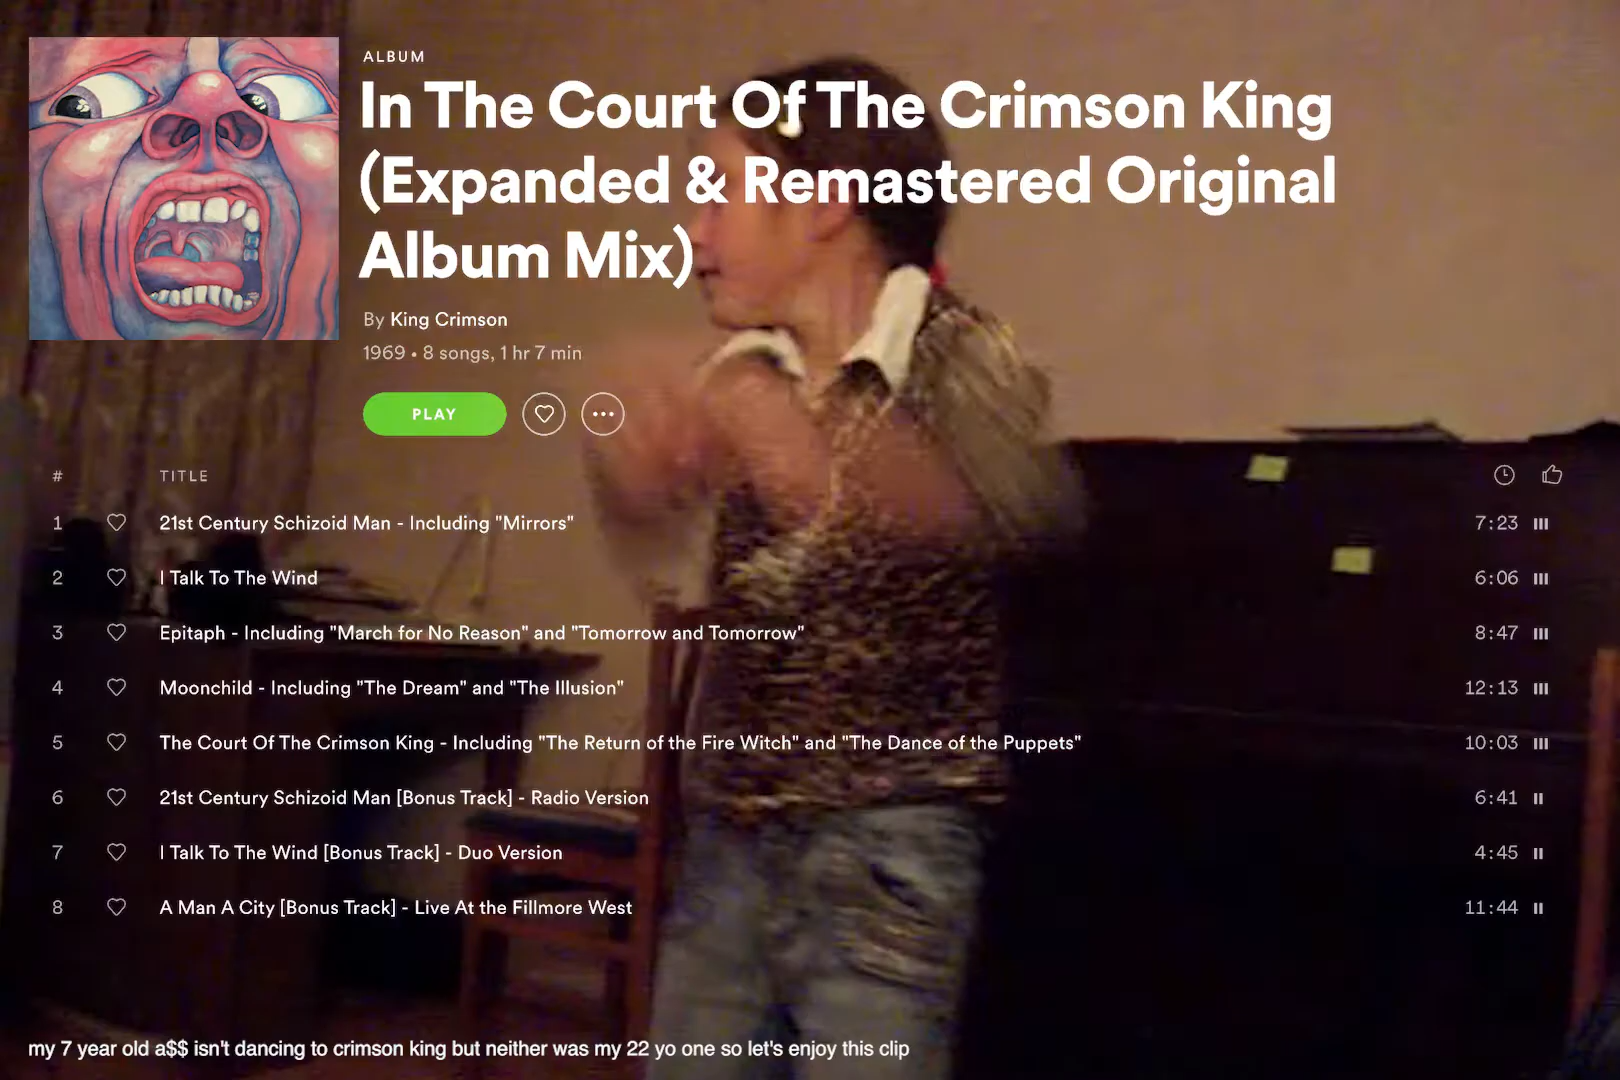 ALBUM
In The Court Of The Crimson King
(Expanded & Remastered Original
Album Mix)
By King Crimson
1969 • 8 songs, 1 hr 7 min
PLAY
# TITLE
1 21st Century Schizoid Man - Including "Mirrors" 7:23
2 I Talk To The Wind 6:06
3 Epitaph - Including "March for No Reason" and "Tomorrow and Tomorrow" 8:47
4 Moonchild - Including "The Dream" and "The Illusion" 12:13
5 The Court Of The Crimson King - Including "The Return of the Fire Witch" and "The Dance of the Puppets" 10:03
6 21st Century Schizoid Man [Bonus Track] - Radio Version 6:41
7 I Talk To The Wind [Bonus Track] - Duo Version 4:45
8 A Man A City [Bonus Track] - Live At the Fillmore West 11:44
my 7 year old a$$ isn't dancing to crimson king but neither was my 22 yo one so let's enjoy this clip